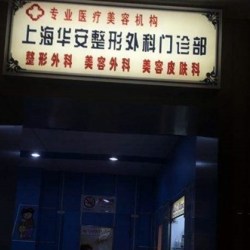 专业医疗美容机构
上海华安整形外科门诊部
整形外科 美容外科 美容皮肤科